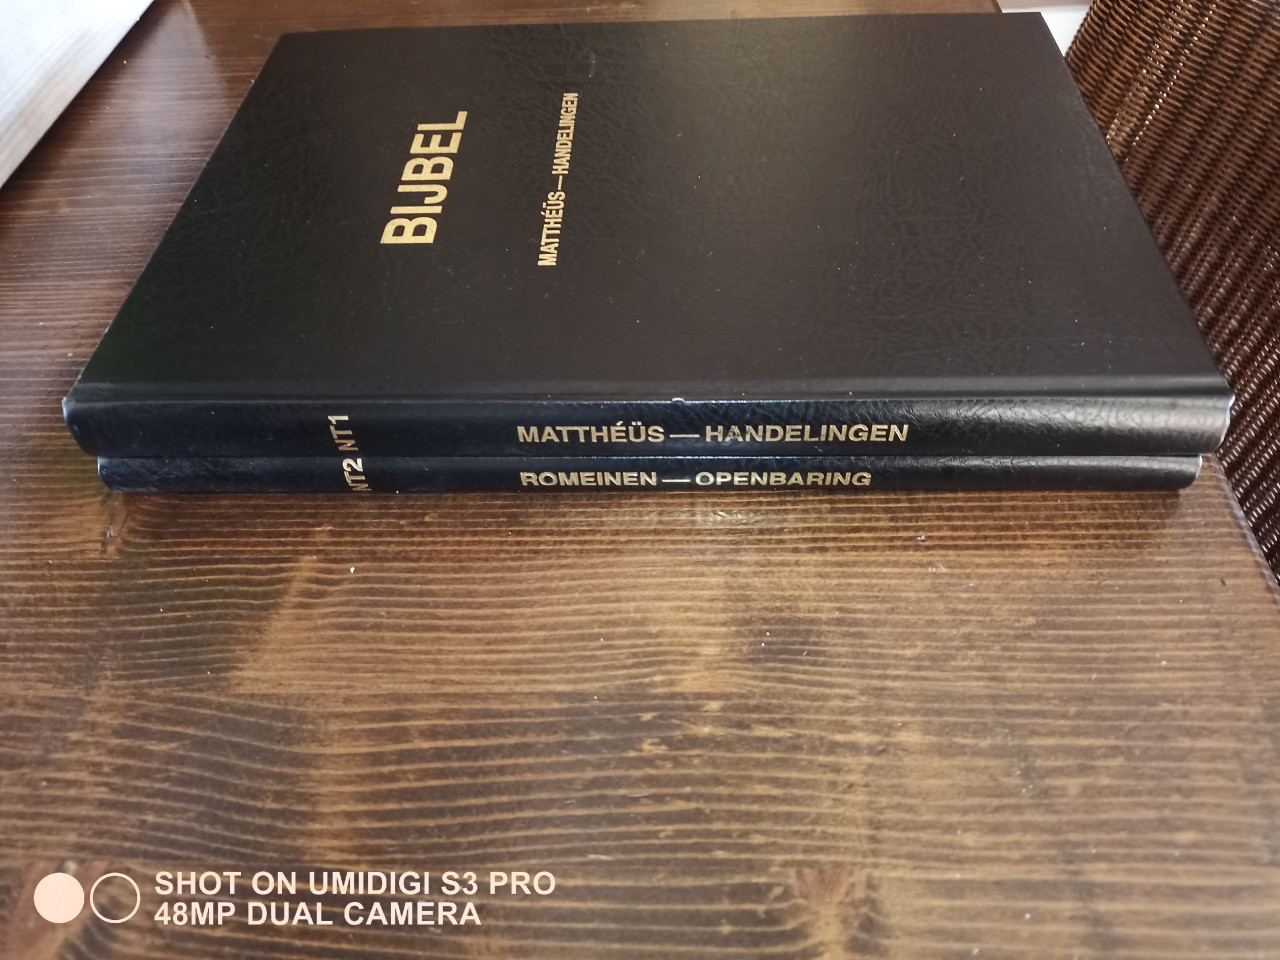 BIJBEL
MATTHÉÜS — HANDELINGEN
NT1 MATTHÉÜS — HANDELINGEN
NT2 ROMEINEN — OPENBARING
SHOT ON UMIDIGI S3 PRO
48MP DUAL CAMERA